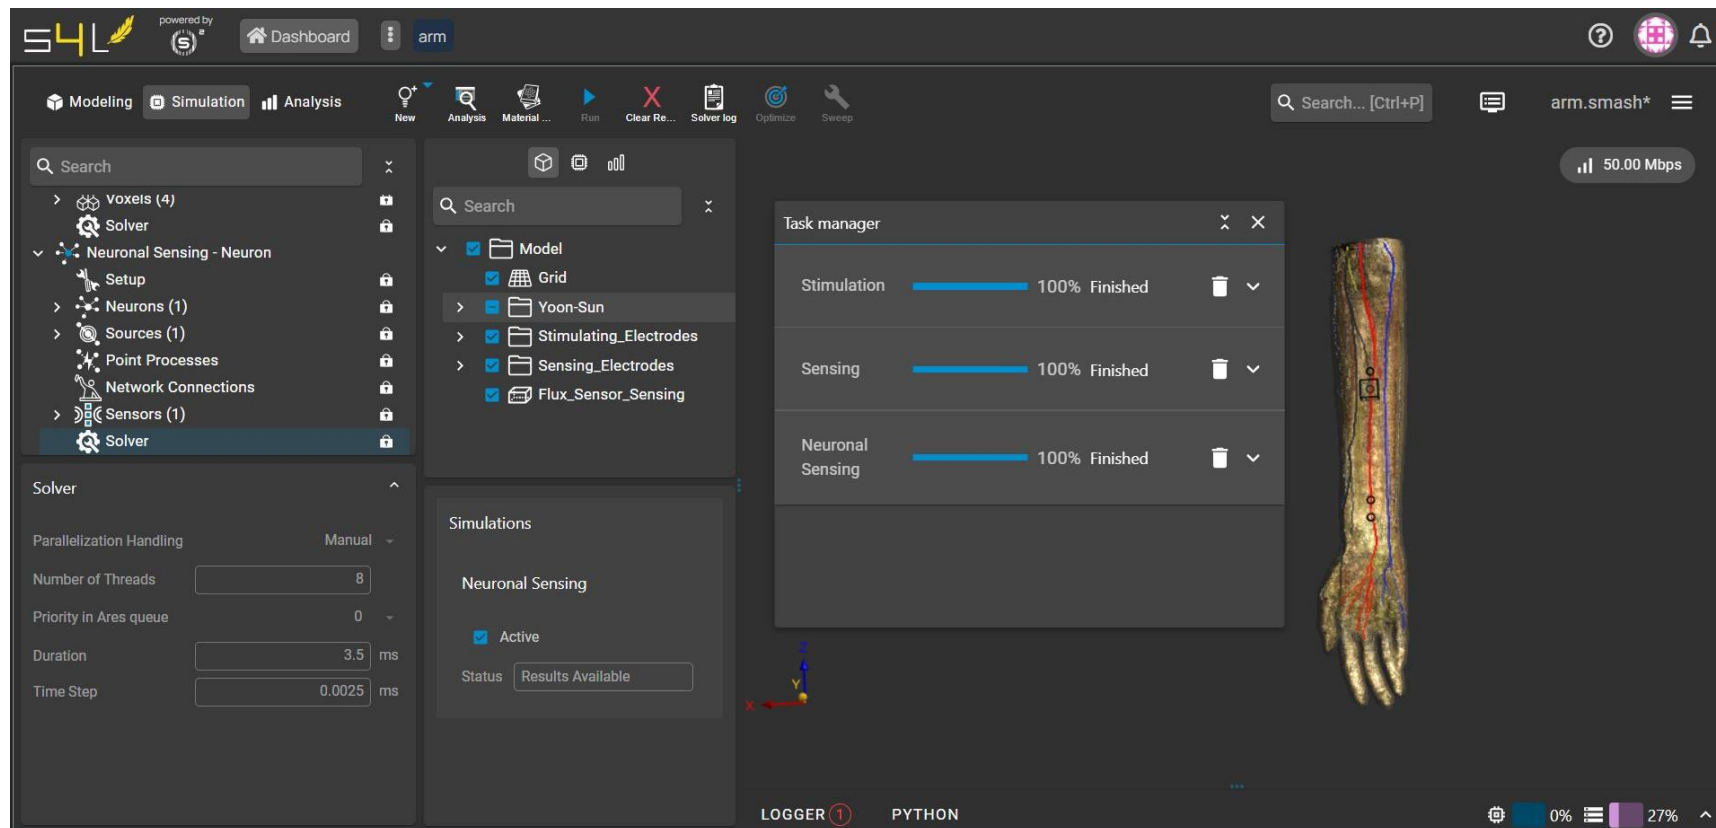 S4L
powered by
Dashboard
arm
Modeling
Simulation
Analysis
New
Analysis
Material ...
Run
Clear Re...
Solver log
Optimize
Sweep
Search... [Ctrl+P]
arm.smash*
Search
Voxels (4)
Solver
Neuronal Sensing - Neuron
Setup
Neurons (1)
Sources (1)
Point Processes
Network Connections
Sensors (1)
Solver
Solver
Parallelization Handling Manual
Number of Threads 8
Priority in Ares queue 0
Duration 3.5 ms
Time Step 0.0025 ms
Search
Model
Grid
Yoon-Sun
Stimulating_Electrodes
Sensing_Electrodes
Flux_Sensor_Sensing
Simulations
Neuronal Sensing
Active
Status Results Available
50.00 Mbps
Task manager
Stimulation 100% Finished
Sensing 100% Finished
Neuronal
Sensing
100% Finished
Z
Y
X
LOGGER 1
PYTHON
0%
27%